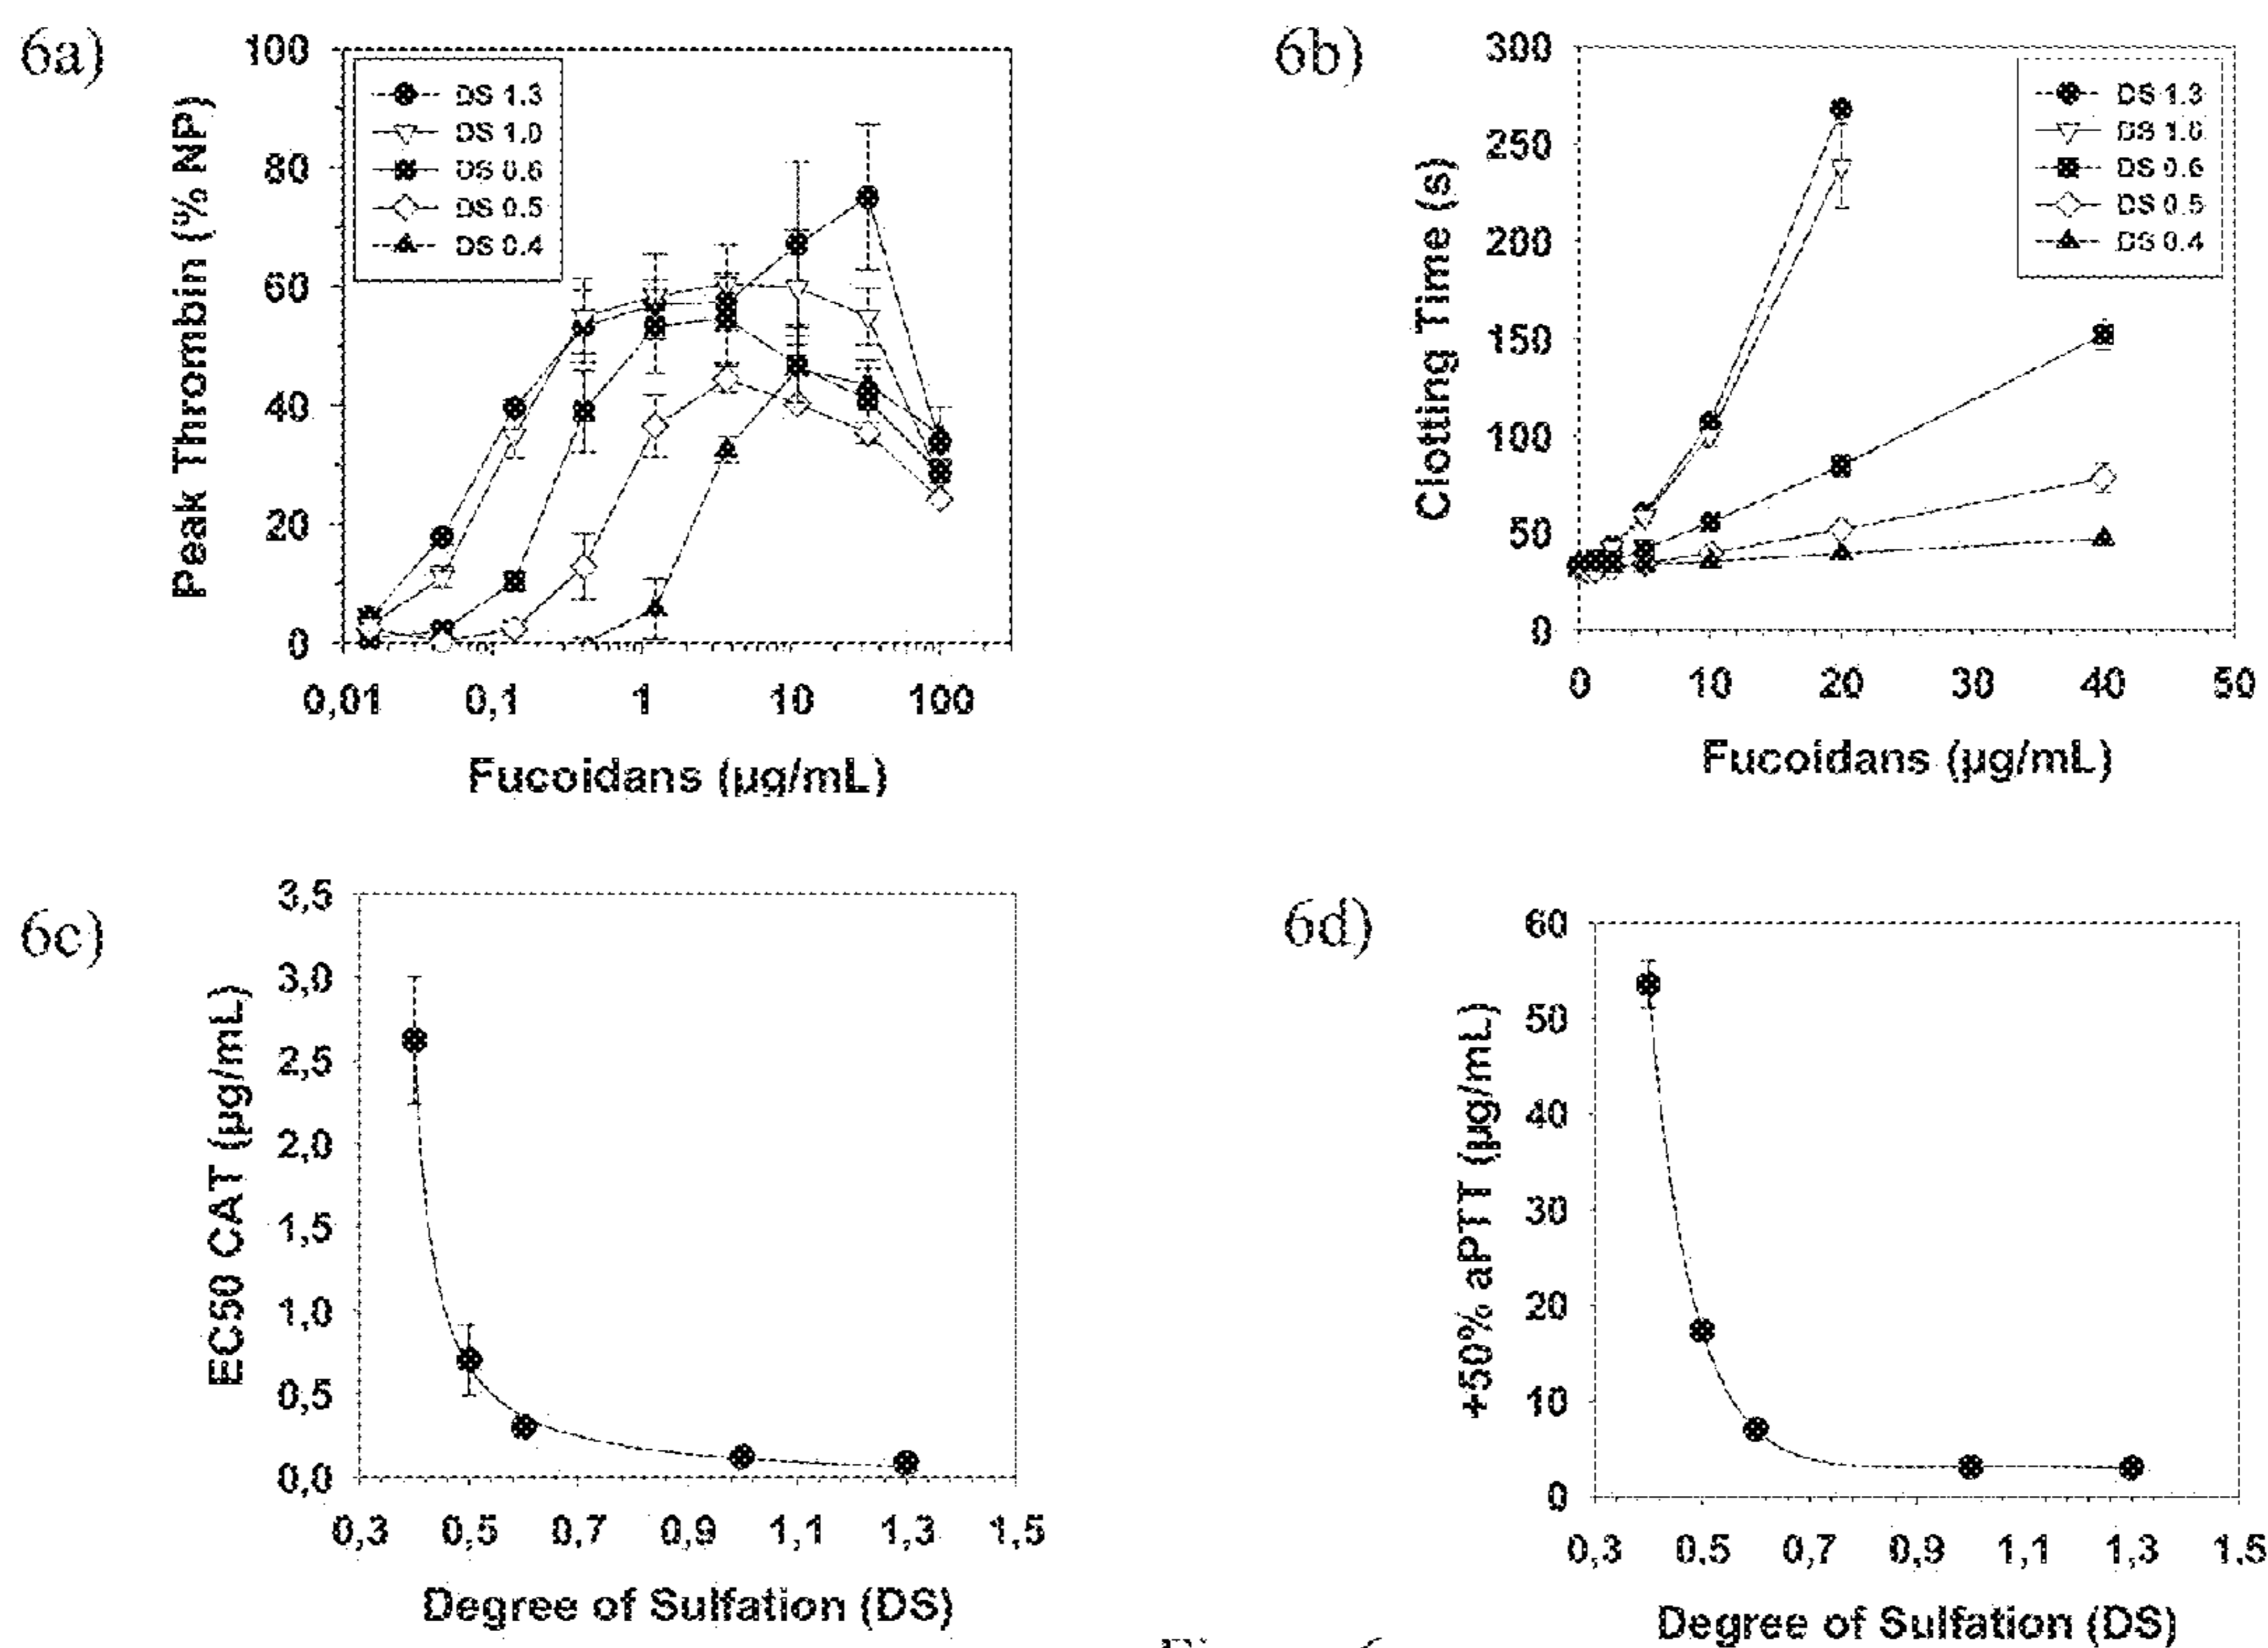 6a)
Peak Thrombin (% NP)
100
80
60
40
20
0
DS 1.3
DS 1.0
DS 0.6
DS 0.5
DS 0.4
0,01 0,1 1 10 100
Fucoidans (µg/mL)
6b)
Clotting Time (s)
300
250
200
150
100
50
0
DS 1.3
DS 1.0
DS 0.6
DS 0.5
DS 0.4
0 10 20 30 40 50
Fucoidans (µg/mL)
6c)
EC50 CAT (µg/mL)
3,5
3,0
2,5
2,0
1,5
1,0
0,5
0,0
0,3 0,5 0,7 0,9 1,1 1,3 1,5
Degree of Sulfation (DS)
6d)
+50% aPTT (µg/mL)
60
50
40
30
20
10
0
0,3 0,5 0,7 0,9 1,1 1,3 1,5
Degree of Sulfation (DS)